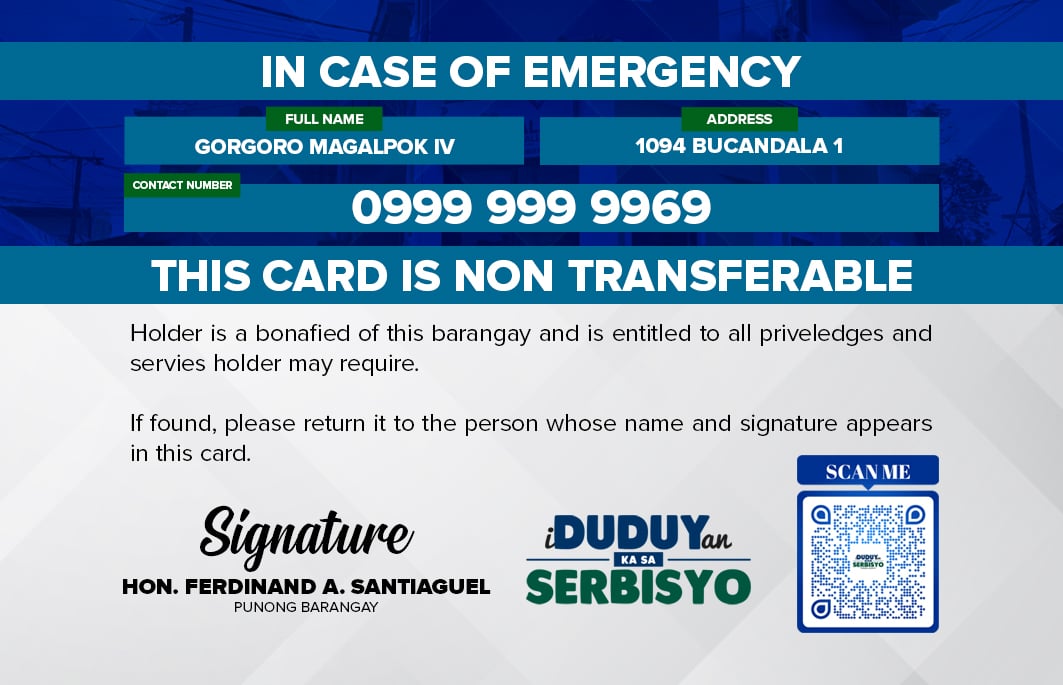 IN CASE OF EMERGENCY
FULL NAME
GORGORO MAGALPOK IV
ADDRESS
1094 BUCANDALA 1
CONTACT NUMBER
0999 999 9969
THIS CARD IS NON TRANSFERABLE
Holder is a bonafied of this barangay and is entitled to all priveledges and
servies holder may require.
If found, please return it to the person whose name and signature appears
in this card.
Signature
HON. FERDINAND A. SANTIAGUEL
PUNONG BARANGAY
iDUDUYan
KA SA
SERBISYO
SCAN ME
DUDUYan
SERBISYO